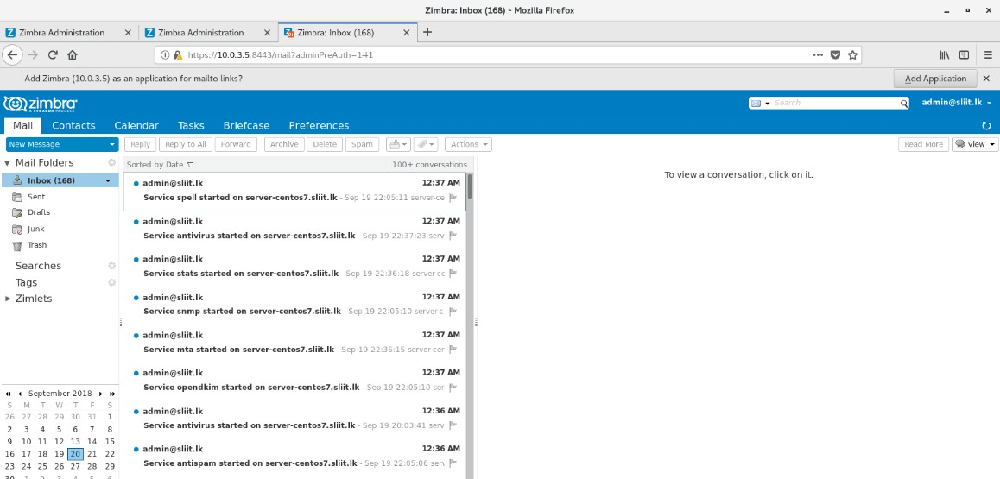 Zimbra: Inbox (168) - Mozilla Firefox
Zimbra Administration
Zimbra Administration
Zimbra: Inbox (168)
https://10.0.3.5:8443/mail?adminPreAuth=1#1
Add Zimbra (10.0.3.5) as an application for mailto links?
Add Application
zimbra
A SYNACOR PRODUCT
Search
admin@sliit.lk
Mail Contacts Calendar Tasks Briefcase Preferences
New Message Reply Reply to All Forward Archive Delete Spam Actions Read More View
Mail Folders
Inbox (168)
Sent
Drafts
Junk
Trash
Searches
Tags
Zimlets
Sorted by Date 100+ conversations
admin@sliit.lk 12:37 AM
Service spell started on server-centos7.sliit.lk - Sep 19 22:05:11 server-ce
admin@sliit.lk 12:37 AM
Service antivirus started on server-centos7.sliit.lk - Sep 19 22:37:23 serv
admin@sliit.lk 12:37 AM
Service stats started on server-centos7.sliit.lk - Sep 19 22:36:18 server-ce
admin@sliit.lk 12:37 AM
Service snmp started on server-centos7.sliit.lk - Sep 19 22:05:10 server-c
admin@sliit.lk 12:37 AM
Service mta started on server-centos7.sliit.lk - Sep 19 22:36:15 server-cer
admin@sliit.lk 12:37 AM
Service opendkim started on server-centos7.sliit.lk - Sep 19 22:05:10 ser
admin@sliit.lk 12:36 AM
Service antivirus started on server-centos7.sliit.lk - Sep 19 20:03:41 serv
admin@sliit.lk 12:36 AM
Service antispam started on server-centos7.sliit.lk - Sep 19 22:05:06 serv
To view a conversation, click on it.
September 2018
S M T W T F S
26 27 28 29 30 31 1
2 3 4 5 6 7 8
9 10 11 12 13 14 15
16 17 18 19 20 21 22
23 24 25 26 27 28 29
30 1 2 3 4 5 6